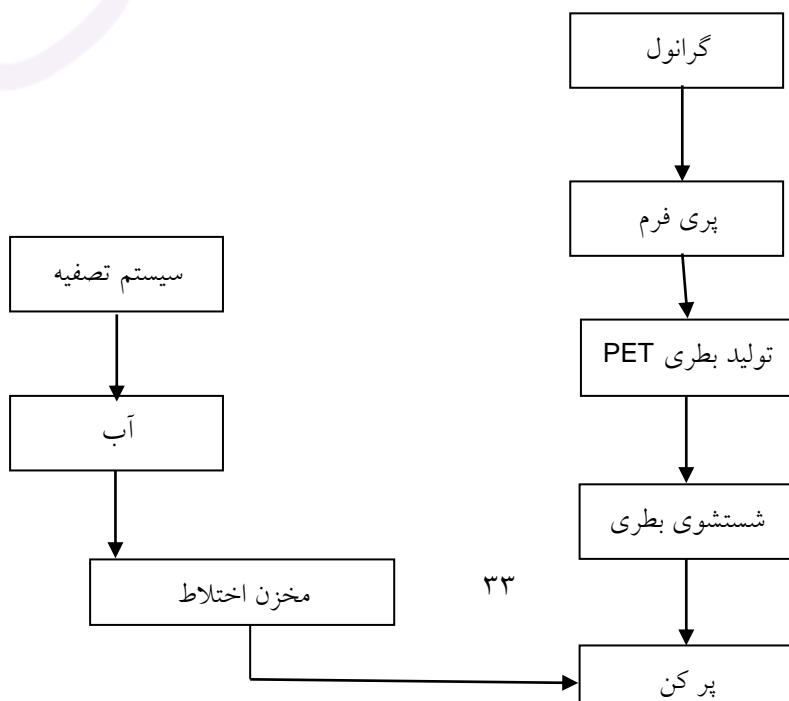 گرانول
پری فرم
سیستم تصفیه
تولید بطری PET
آب
شستشوی بطری
مخزن اختلاط
۳۳
پر کن